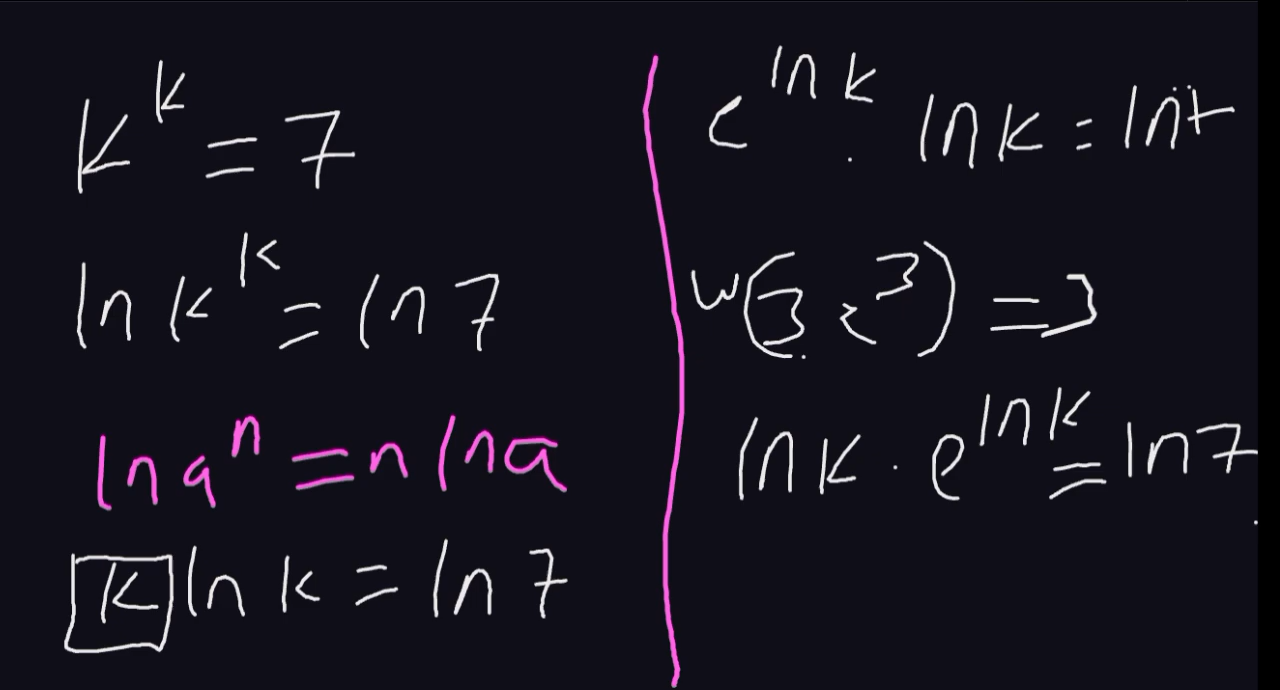 k^k = 7
ln k^k = ln 7
ln a^n = n ln a
k ln k = ln 7
e^ln k . ln k = ln 7
W(3 e^3) = 3
ln k · e^ln k = ln 7